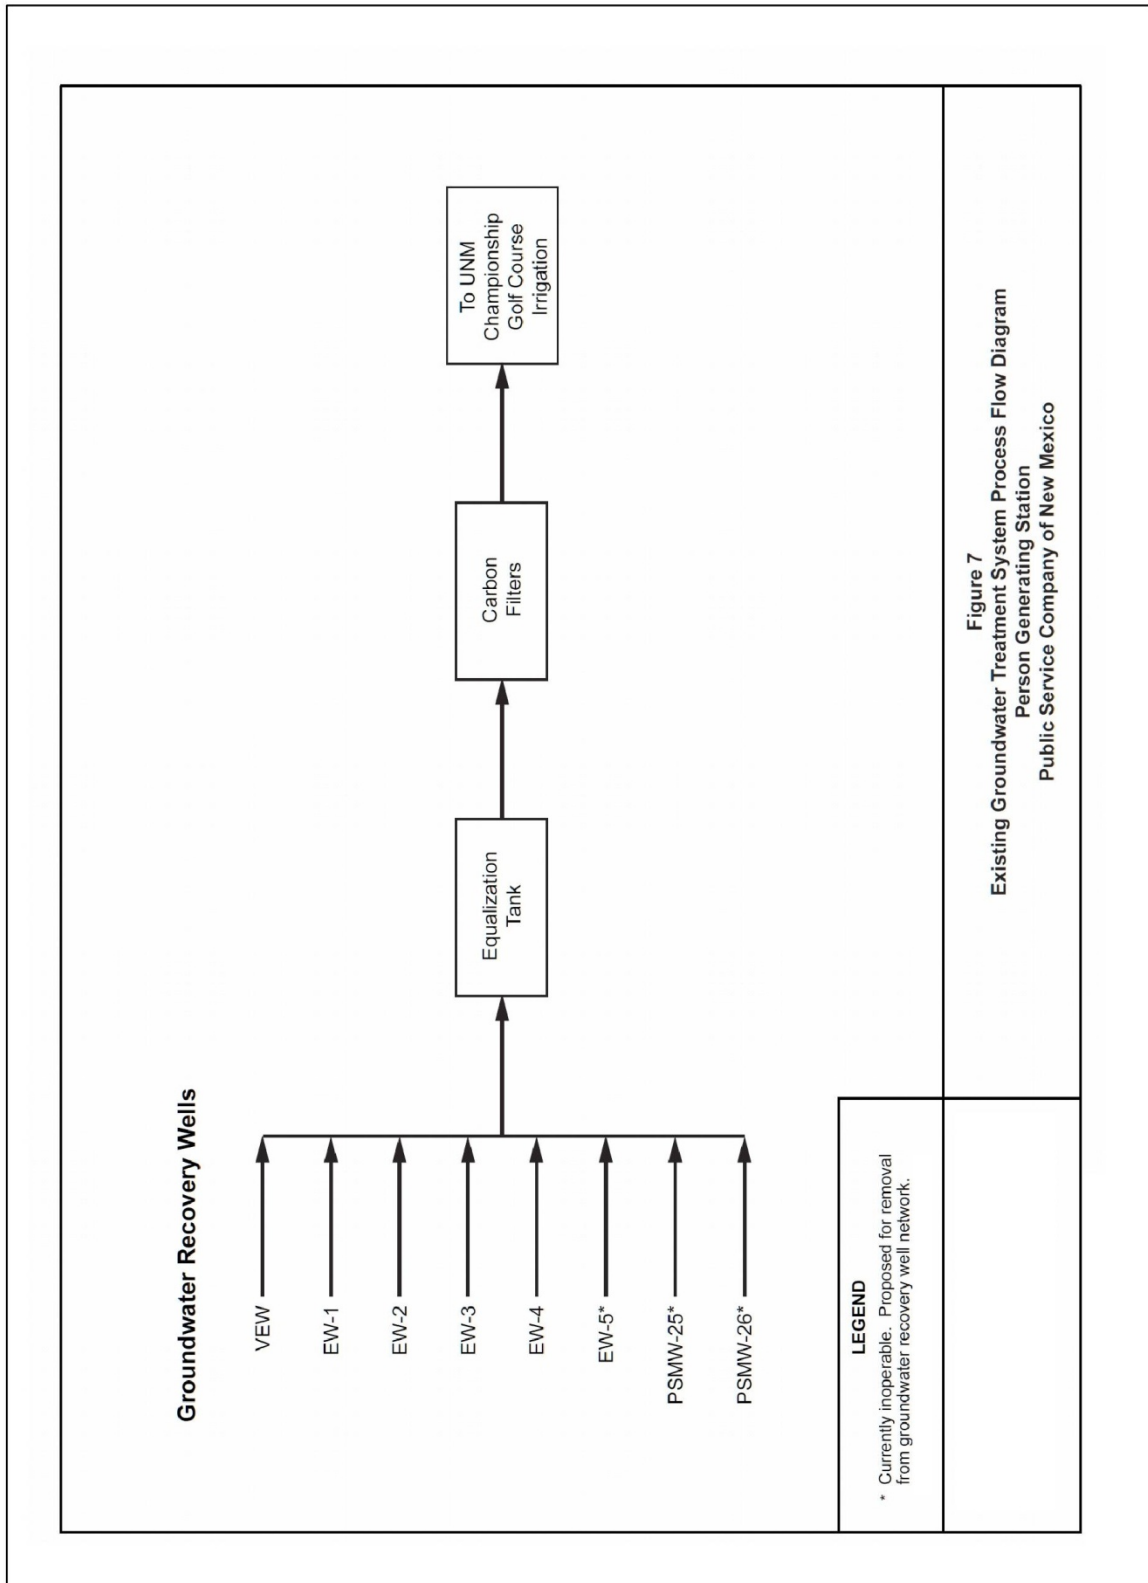 Groundwater Recovery Wells
VEW
EW-1
EW-2
EW-3
EW-4
EW-5*
PSMW-25*
PSMW-26*
Equalization
Tank
Carbon
Filters
To UNM
Championship
Golf Course
Irrigation
LEGEND
* Currently inoperable. Proposed for removal
from groundwater recovery well network.
Figure 7
Existing Groundwater Treatment System Process Flow Diagram
Person Generating Station
Public Service Company of New Mexico